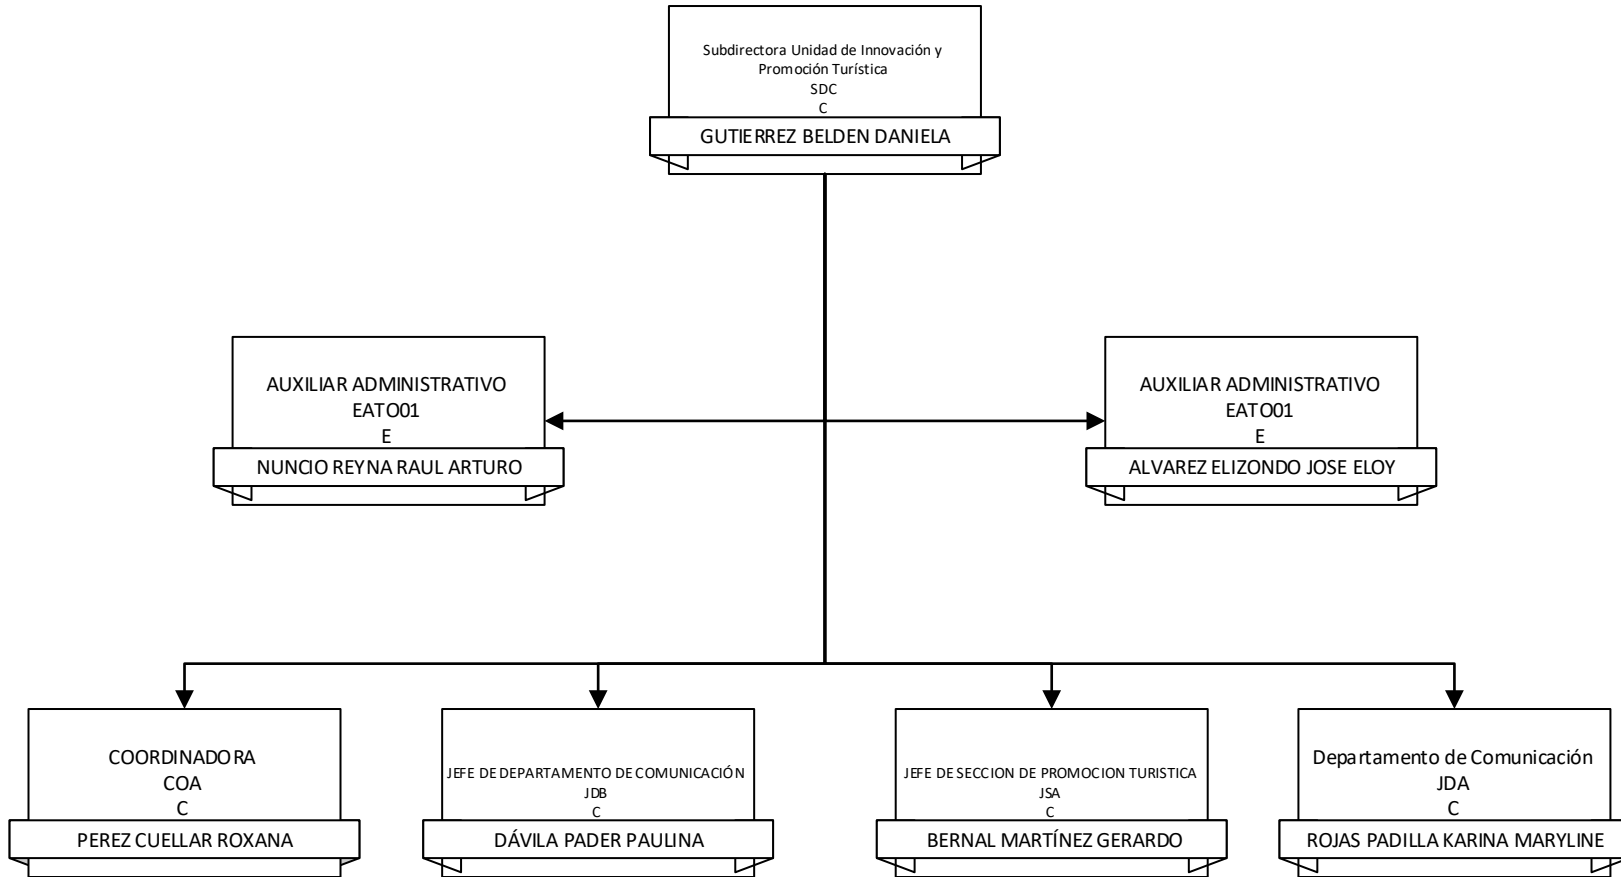 Subdirectora Unidad de Innovación y
Promoción Turística
SDC
C
GUTIERREZ BELDEN DANIELA
AUXILIAR ADMINISTRATIVO
EATO01
E
NUNCIO REYNA RAUL ARTURO
AUXILIAR ADMINISTRATIVO
EATO01
E
ALVAREZ ELIZONDO JOSE ELOY
COORDINADORA
COA
C
PEREZ CUELLAR ROXANA
JEFE DE DEPARTAMENTO DE COMUNICACIÓN
JDB
C
DÁVILA PADER PAULINA
JEFE DE SECCION DE PROMOCION TURISTICA
JSA
C
BERNAL MARTÍNEZ GERARDO
Departamento de Comunicación
JDA
C
ROJAS PADILLA KARINA MARYLINE